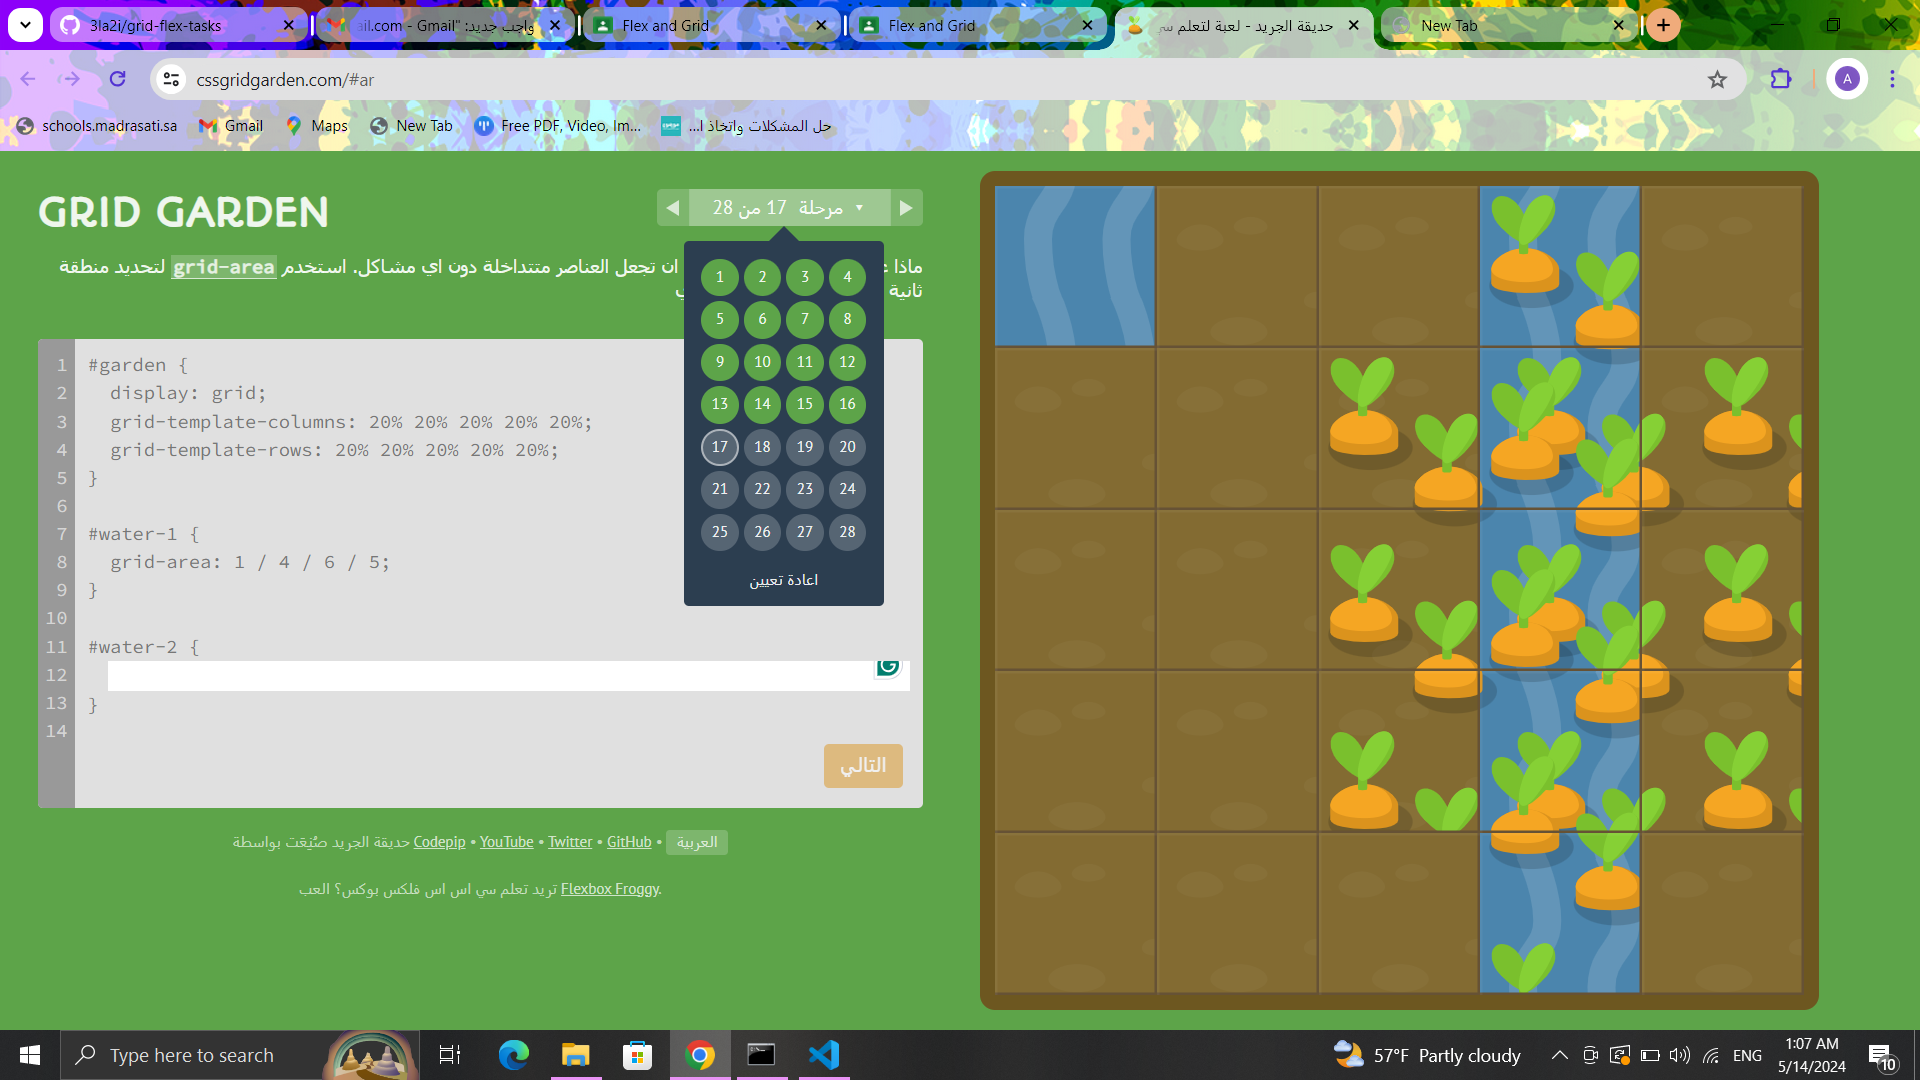 3la2i/grid-flex-tasks
واجب جديد: "ail.com - Gmail
Flex and Grid
Flex and Grid
حديقة الجريد - لعبة لتعلم سي
New Tab
cssgridgarden.com/#ar
A
schools.madrasati.sa
Gmail
Maps
New Tab
Free PDF, Video, Im...
حل المشكلات واتخاذ ا...
GRID GARDEN
مرحلة 17 من 28
ماذا
ان تجعل العناصر متتداخلة دون اي مشاكل. استخدم grid-area لتحديد منطقة
ثانية
1 2 3 4
5 6 7 8
9 10 11 12
13 14 15 16
17 18 19 20
21 22 23 24
25 26 27 28
اعادة تعيين
1 #garden {
2 display: grid;
3 grid-template-columns: 20% 20% 20% 20% 20%;
4 grid-template-rows: 20% 20% 20% 20% 20%;
5 }
6
7 #water-1 {
8 grid-area: 1 / 4 / 6 / 5;
9 }
10
11 #water-2 {
12
13 }
14
التالي
حديقة الجريد صُنِعَت بواسطة Codepip • YouTube • Twitter • GitHub • العربية
تريد تعلم سي اس اس فلكس بوكس؟ العب Flexbox Froggy.
Type here to search
57°F Partly cloudy
ENG
1:07 AM
5/14/2024
10